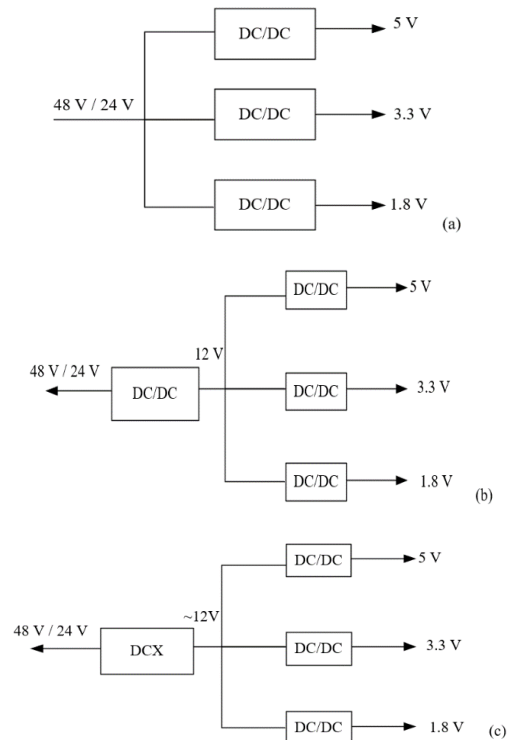 5 V
DC/DC
48 V / 24 V
3.3 V
DC/DC
1.8 V
DC/DC
(a)
5 V
DC/DC
12 V
48 V / 24 V
DC/DC
DC/DC
3.3 V
DC/DC
1.8 V
(b)
5 V
DC/DC
~12V
48 V / 24 V
DCX
DC/DC
3.3 V
DC/DC
1.8 V
(c)